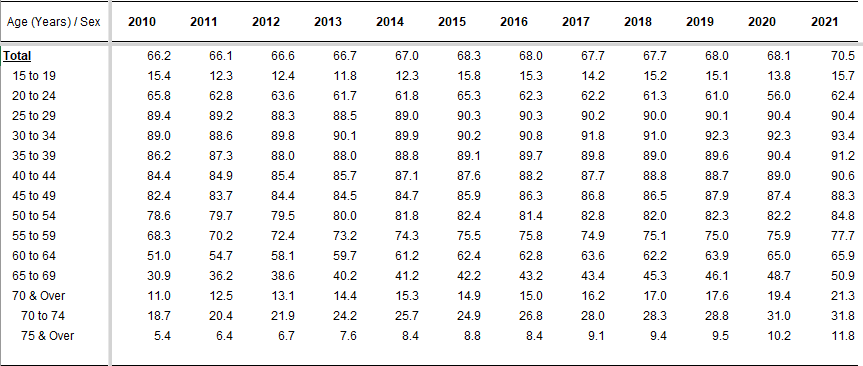 Age (Years) / Sex 2010 2011 2012 2013 2014 2015 2016 2017 2018 2019 2020 2021
Total 66.2 66.1 66.6 66.7 67.0 68.3 68.0 67.7 67.7 68.0 68.1 70.5
15 to 19 15.4 12.3 12.4 11.8 12.3 15.8 15.3 14.2 15.2 15.1 13.8 15.7
20 to 24 65.8 62.8 63.6 61.7 61.8 65.3 62.3 62.2 61.3 61.0 56.0 62.4
25 to 29 89.4 89.2 88.3 88.5 89.0 90.3 90.3 90.2 90.0 90.1 90.4 90.4
30 to 34 89.0 88.6 89.8 90.1 89.9 90.2 90.8 91.8 91.0 92.3 92.3 93.4
35 to 39 86.2 87.3 88.0 88.0 88.8 89.1 89.7 89.8 89.0 89.6 90.4 91.2
40 to 44 84.4 84.9 85.4 85.7 87.1 87.6 88.2 87.7 88.8 88.7 89.0 90.6
45 to 49 82.4 83.7 84.4 84.5 84.7 85.9 86.3 86.8 86.5 87.9 87.4 88.3
50 to 54 78.6 79.7 79.5 80.0 81.8 82.4 81.4 82.8 82.0 82.3 82.2 84.8
55 to 59 68.3 70.2 72.4 73.2 74.3 75.5 75.8 74.9 75.1 75.0 75.9 77.7
60 to 64 51.0 54.7 58.1 59.7 61.2 62.4 62.8 63.6 62.2 63.9 65.0 65.9
65 to 69 30.9 36.2 38.6 40.2 41.2 42.2 43.2 43.4 45.3 46.1 48.7 50.9
70 & Over 11.0 12.5 13.1 14.4 15.3 14.9 15.0 16.2 17.0 17.6 19.4 21.3
70 to 74 18.7 20.4 21.9 24.2 25.7 24.9 26.8 28.0 28.3 28.8 31.0 31.8
75 & Over 5.4 6.4 6.7 7.6 8.4 8.8 8.4 9.1 9.4 9.5 10.2 11.8